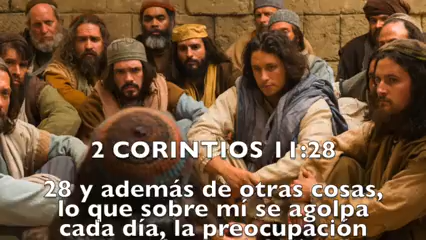 2 CORINTIOS 11:28
28 y además de otras cosas,
lo que sobre mí se agolpa
cada día, la preocupación